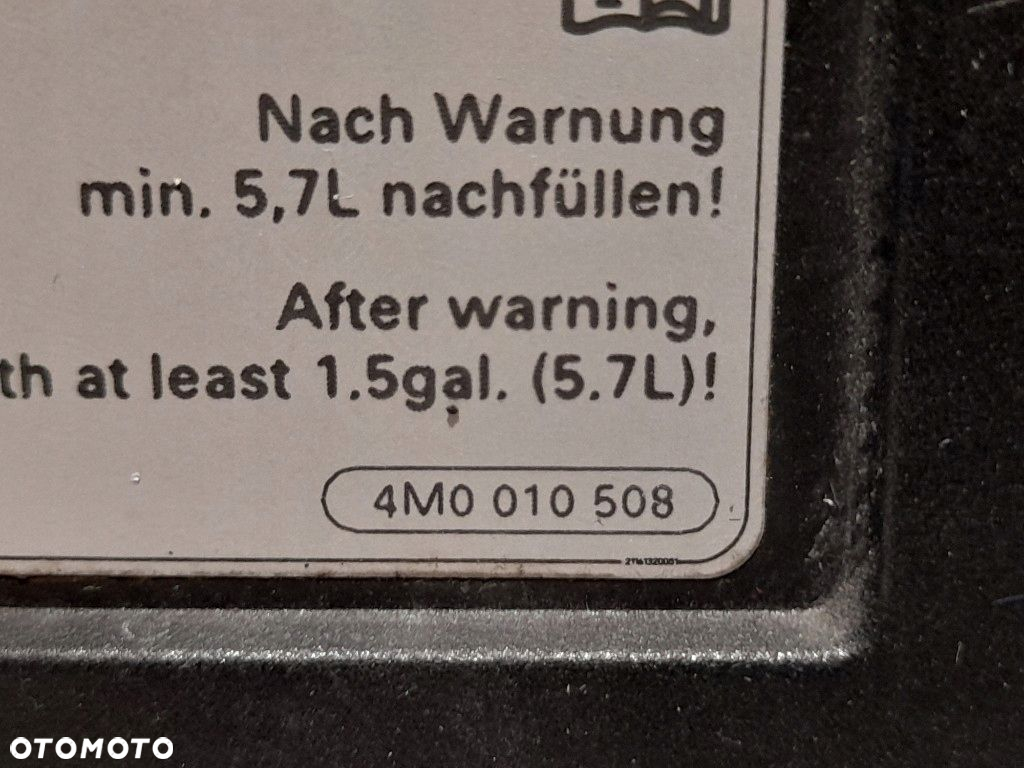 Nach Warnung
min. 5,7L nachfüllen!
After warning,
th at least 1.5gal. (5.7L)!
4M0 010 508
OTOMOTO